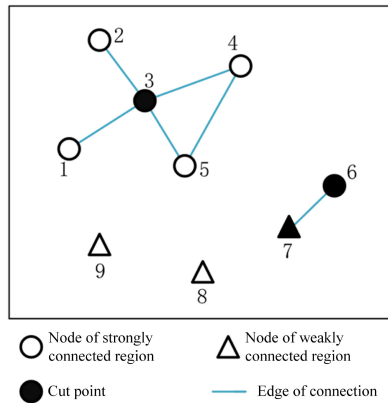 2
4
3
1
5
6
7
9
8
Node of strongly
connected region
Node of weakly
connected region
Cut point
Edge of connection